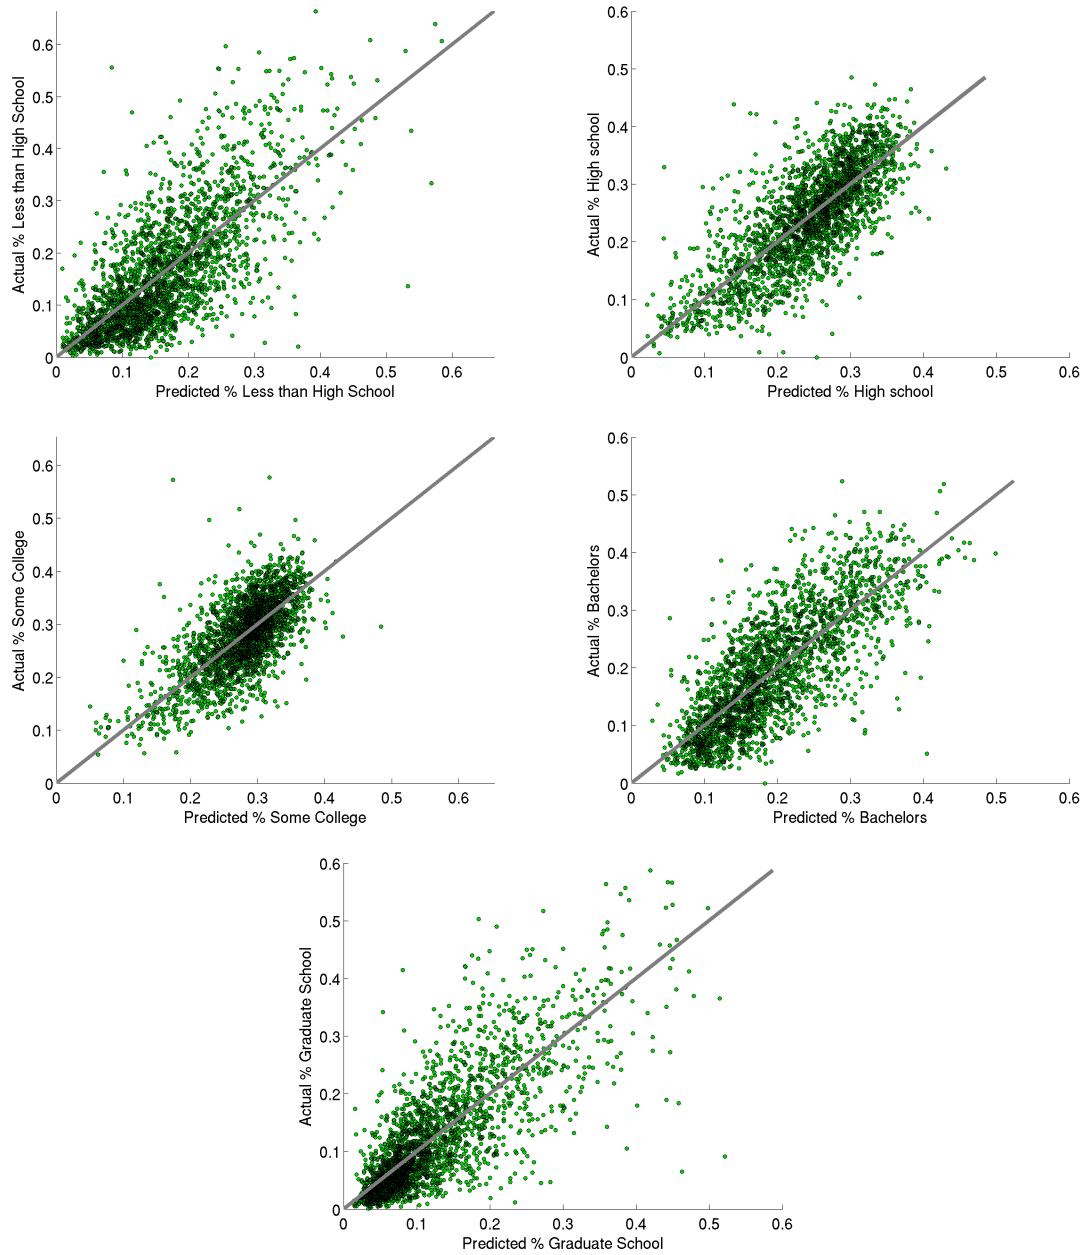 0.6
0.5
0.4
0.3
0.2
0.1
0
0 0.1 0.2 0.3 0.4 0.5 0.6
Actual % Less than High School
Predicted % Less than High School
0.6
0.5
0.4
0.3
0.2
0.1
0
0 0.1 0.2 0.3 0.4 0.5 0.6
Actual % High school
Predicted % High school
0.6
0.5
0.4
0.3
0.2
0.1
0
0 0.1 0.2 0.3 0.4 0.5 0.6
Actual % Some College
Predicted % Some College
0.6
0.5
0.4
0.3
0.2
0.1
0
0 0.1 0.2 0.3 0.4 0.5 0.6
Actual % Bachelors
Predicted % Bachelors
0.6
0.5
0.4
0.3
0.2
0.1
0
0 0.1 0.2 0.3 0.4 0.5 0.6
Actual % Graduate School
Predicted % Graduate School